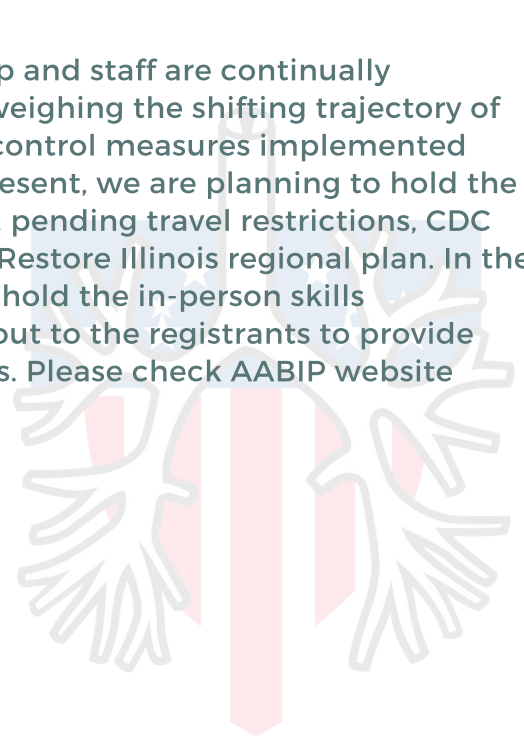 p and staff are continually
weighing the shifting trajectory of
control measures implemented
esent, we are planning to hold the
pending travel restrictions, CDC
Restore Illinois regional plan. In the
hold the in-person skills
out to the registrants to provide
s. Please check AABIP website